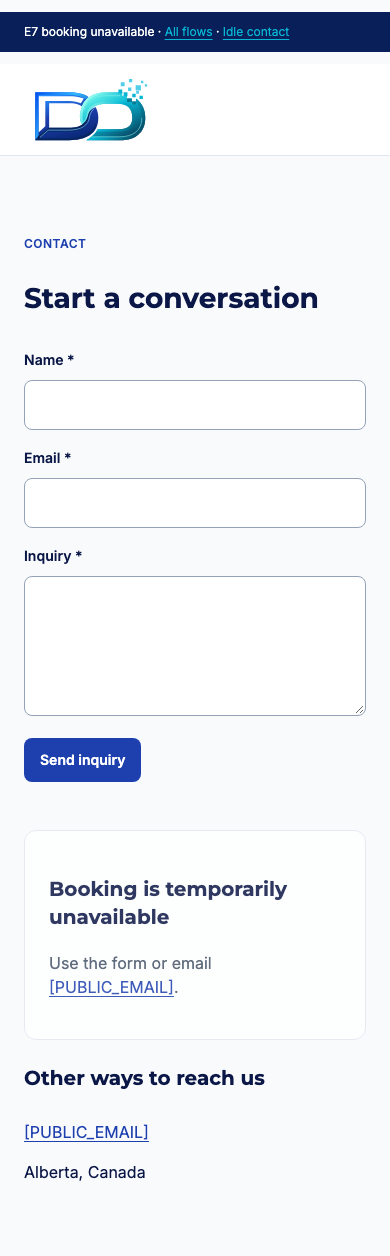 E7 booking unavailable · All flows · Idle contact
DO
CONTACT
Start a conversation
Name *
Email *
Inquiry *
Send inquiry
Booking is temporarily
unavailable
Use the form or email
[PUBLIC_EMAIL].
Other ways to reach us
[PUBLIC_EMAIL]
Alberta, Canada